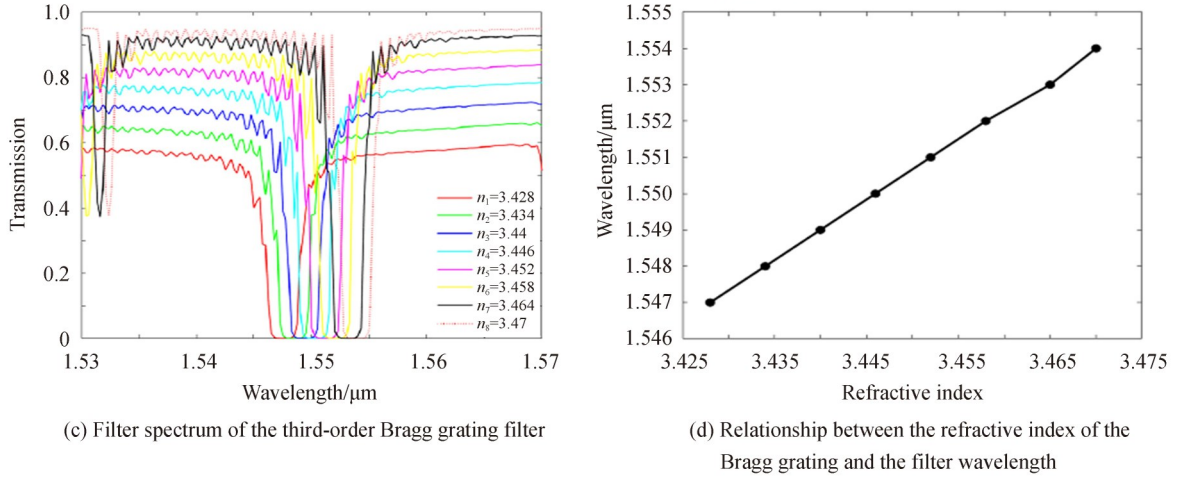 1.0
0.8
0.6
0.4
0.2
0
Transmission
n1=3.428
n2=3.434
n3=3.44
n4=3.446
n5=3.452
n6=3.458
n7=3.464
n8=3.47
1.53 1.54 1.55 1.56 1.57
Wavelength/μm
(c) Filter spectrum of the third-order Bragg grating filter
1.555
1.554
1.553
1.552
1.551
1.550
1.549
1.548
1.547
1.546
Wavelength/μm
3.425 3.435 3.445 3.455 3.465 3.475
Refractive index
(d) Relationship between the refractive index of the
Bragg grating and the filter wavelength